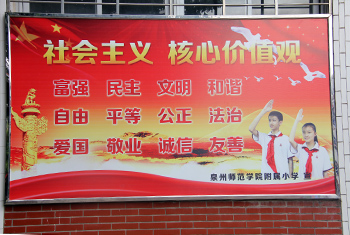 社会主义 核心价值观
富强 民主 文明 和谐
自由 平等 公正 法治
爱国 敬业 诚信 友善
泉州师范学院附属小学 宣